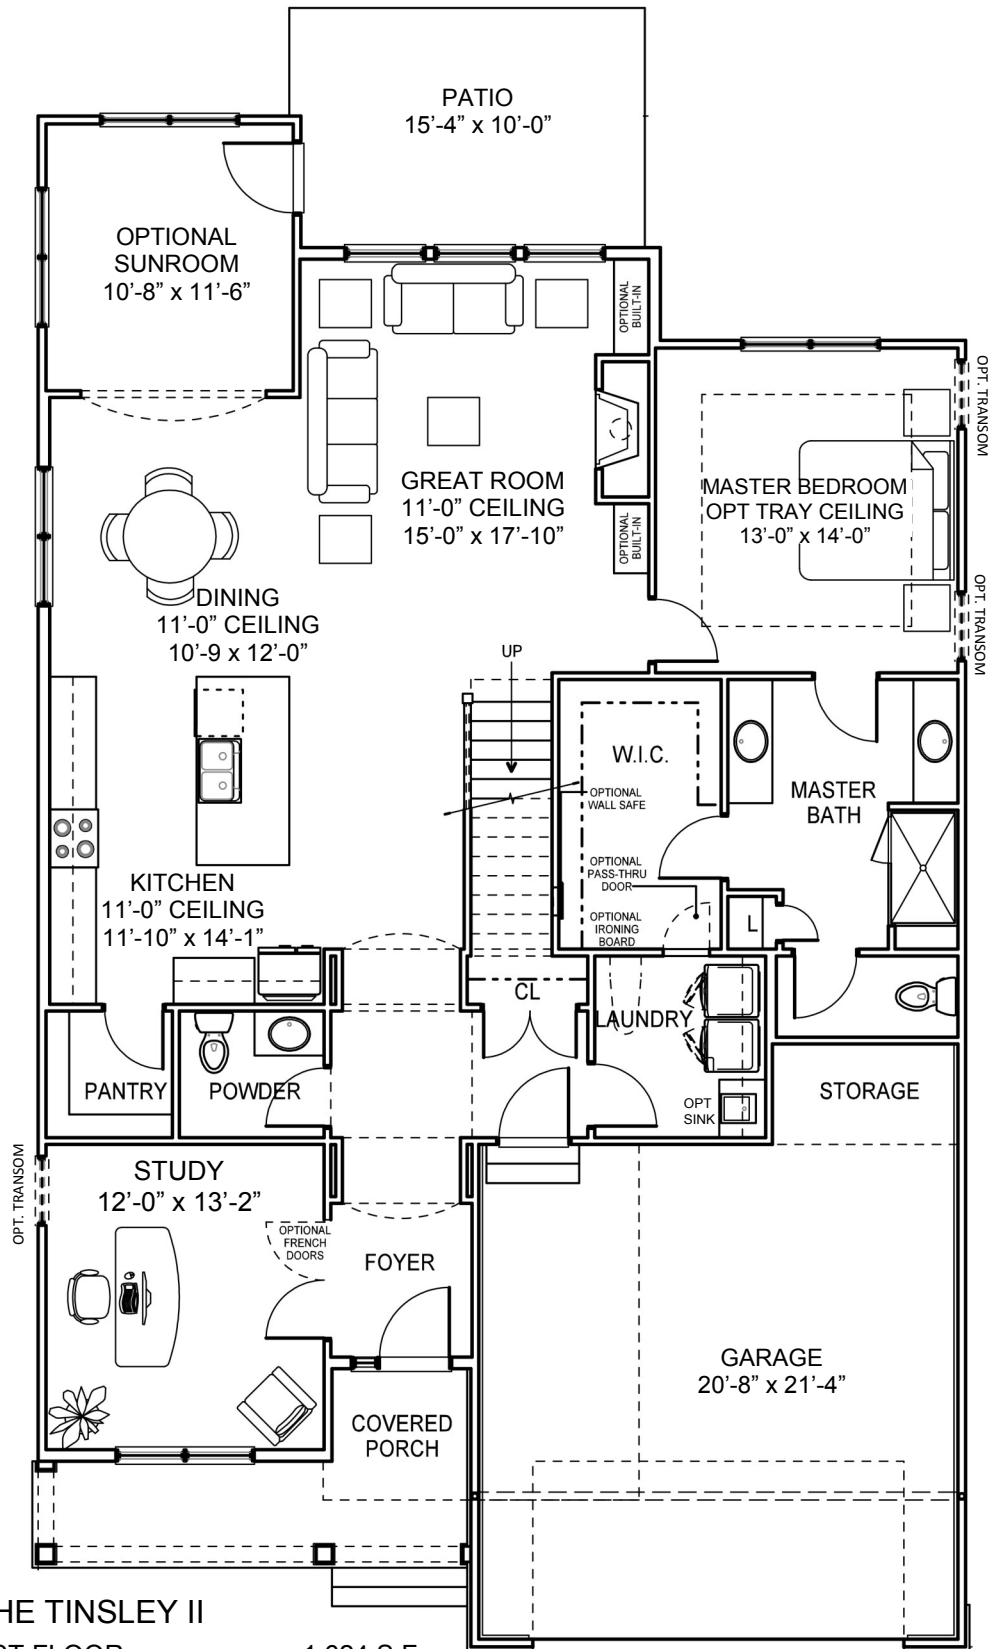 PATIO
15’-4” x 10’-0”
OPTIONAL
SUNROOM
10’-8” x 11’-6”
OPTIONAL
BUILT-IN
OPT. TRANSOM
GREAT ROOM
11’-0” CEILING
15’-0” x 17’-10”
MASTER BEDROOM
OPT TRAY CEILING
13’-0” x 14’-0”
OPTIONAL
BUILT-IN
OPT. TRANSOM
DINING
11’-0” CEILING
10’-9 x 12’-0”
UP
W.I.C.
OPTIONAL
WALL SAFE
MASTER
BATH
OPTIONAL
PASS-THRU
DOOR
OPTIONAL
IRONING
BOARD
L
KITCHEN
11’-0” CEILING
11’-10” x 14’-1”
CL
LAUNDRY
PANTRY
POWDER
OPT
SINK
STORAGE
OPT. TRANSOM
STUDY
12’-0” x 13’-2”
OPTIONAL
FRENCH
DOORS
FOYER
GARAGE
20’-8” x 21’-4”
COVERED
PORCH
HE TINSLEY II